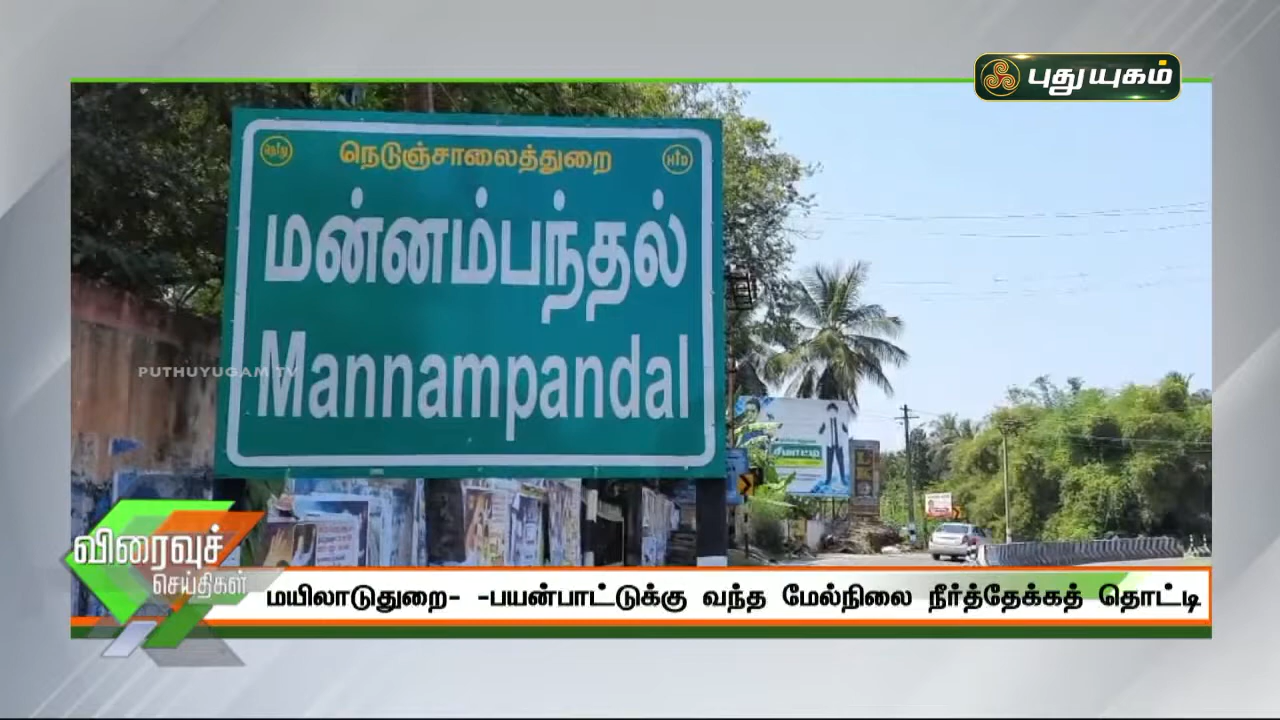 புதுயுகம்
நெடுஞ்சாலைத்துறை
மன்னம்பந்தல்
Mannampandal
PUTHUYUGAM TV
விரைவுச்
செய்திகள்
மயிலாடுதுறை- -பயன்பாட்டுக்கு வந்த மேல்நிலை நீர்த்தேக்கத் தொட்டி